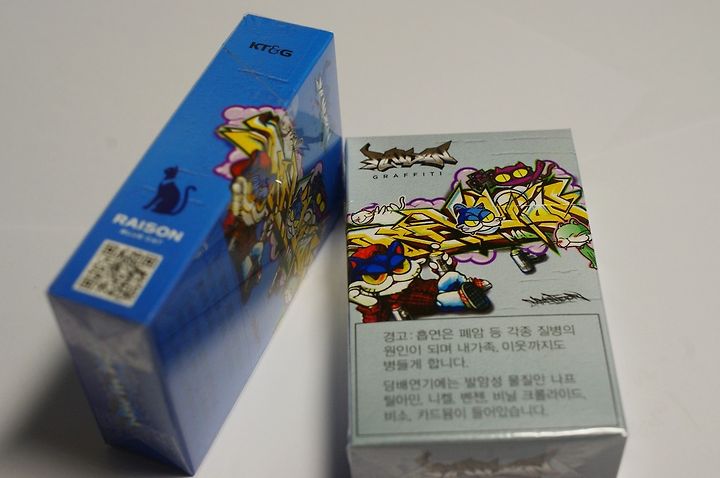 KT&G
RAISON
GRAFFITI
경고: 흡연은 폐암 등 각종 질병의
원인이 되며 내가족, 이웃까지도
병들게 합니다.
담배연기에는 발암성 물질인 나프
틸아민, 니켈, 벤젠, 비닐 크롤라이드,
비소, 카드뮴이 들어있습니다.